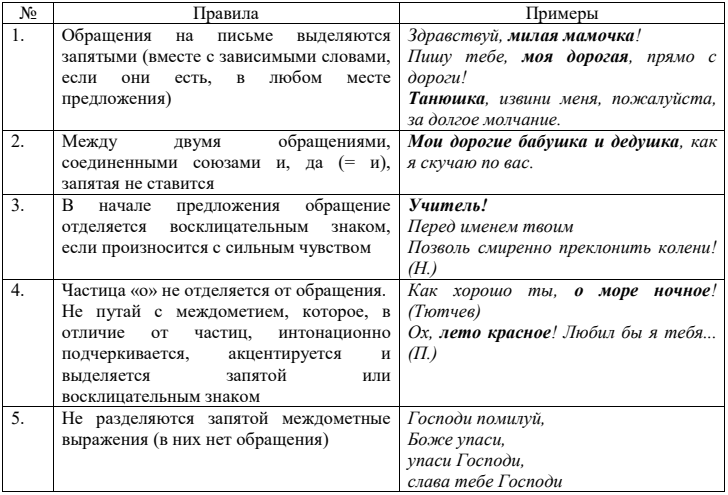 № Правила Примеры
1. Обращения на письме выделяются
запятыми (вместе с зависимыми словами,
если они есть, в любом месте
предложения)
Здравствуй, милая мамочка!
Пишу тебе, моя дорогая, прямо с
дороги!
Танюшка, извини меня, пожалуйста,
за долгое молчание.
2. Между двумя обращениями,
соединенными союзами и, да (= и),
запятая не ставится
Мои дорогие бабушка и дедушка, как
я скучаю по вас.
3. В начале предложения обращение
отделяется восклицательным знаком,
если произносится с сильным чувством
Учитель!
Перед именем твоим
Позволь смиренно преклонить колени!
(Н.)
4. Частица «о» не отделяется от обращения.
Не путай с междометием, которое, в
отличие от частиц, интонационно
подчеркивается, акцентируется и
выделяется запятой или
восклицательным знаком
Как хорошо ты, о море ночное!
(Тютчев)
Ох, лето красное! Любил бы я тебя...
(П.)
5. Не разделяются запятой междометные
выражения (в них нет обращения)
Господи помилуй,
Боже упаси,
упаси Господи,
слава тебе Господи